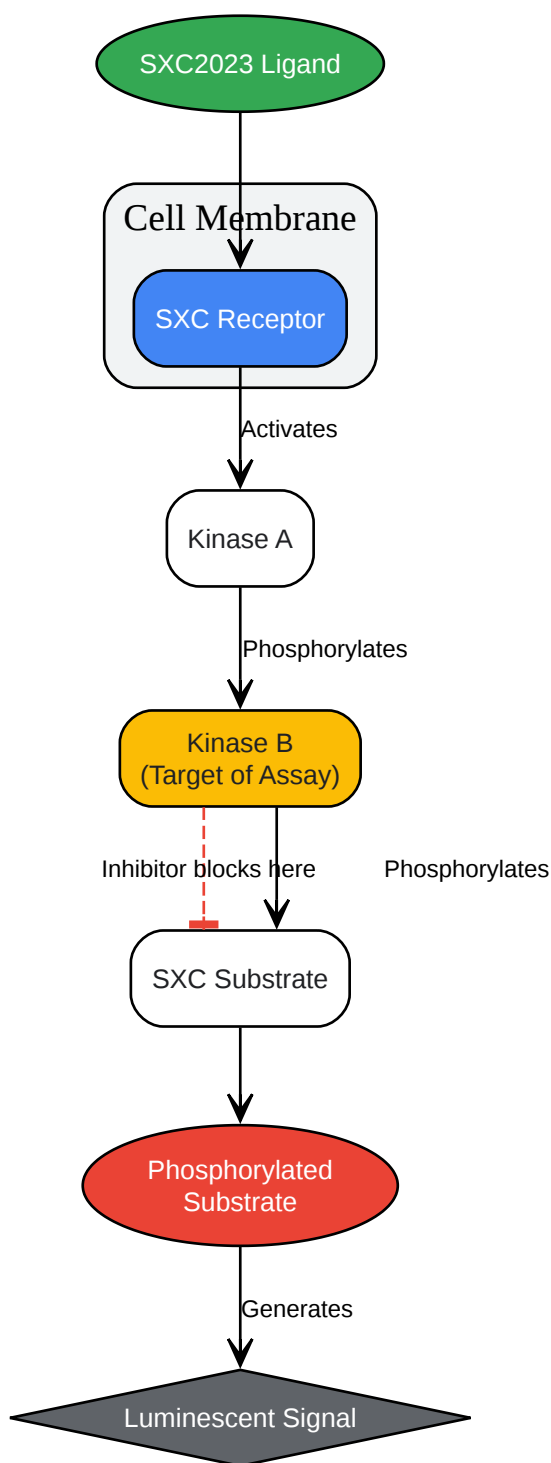 SXC2023 Ligand
Cell Membrane
SXC Receptor
Activates
Kinase A
Phosphorylates
Kinase B
(Target of Assay)
Inhibitor blocks here
Phosphorylates
SXC Substrate
Phosphorylated
Substrate
Generates
Luminescent Signal